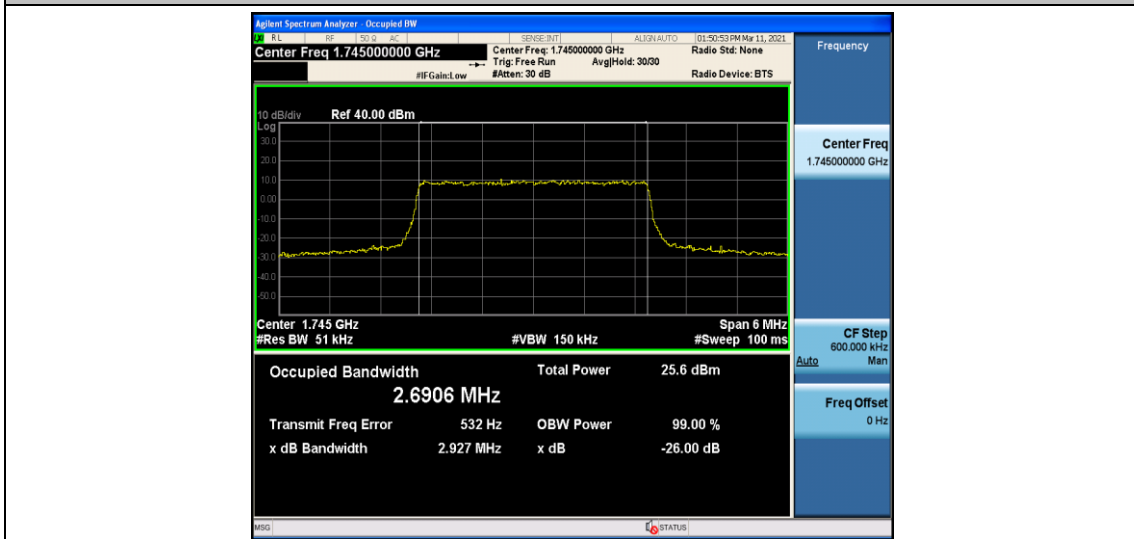 Agilent Spectrum Analyzer - Occupied BW
RL RF 50 Ω AC SENSE:INT ALIGN AUTO 01:50:53 PM Mar 11, 2021
Center Freq 1.745000000 GHz
Center Freq: 1.745000000 GHz Radio Std: None
Trig: Free Run Avg|Hold: 30/30
#IFGain:Low #Atten: 30 dB Radio Device: BTS
10 dB/div Ref 40.00 dBm
Log
30.0
20.0
10.0
0.00
-10.0
-20.0
-30.0
-40.0
-50.0
Center 1.745 GHz Span 6 MHz
#Res BW 51 kHz #VBW 150 kHz #Sweep 100 ms
Occupied Bandwidth Total Power 25.6 dBm
2.6906 MHz
Transmit Freq Error 532 Hz OBW Power 99.00 %
x dB Bandwidth 2.927 MHz x dB -26.00 dB
MSG STATUS
Frequency
Center Freq
1.745000000 GHz
CF Step
600.000 kHz
Auto Man
Freq Offset
0 Hz